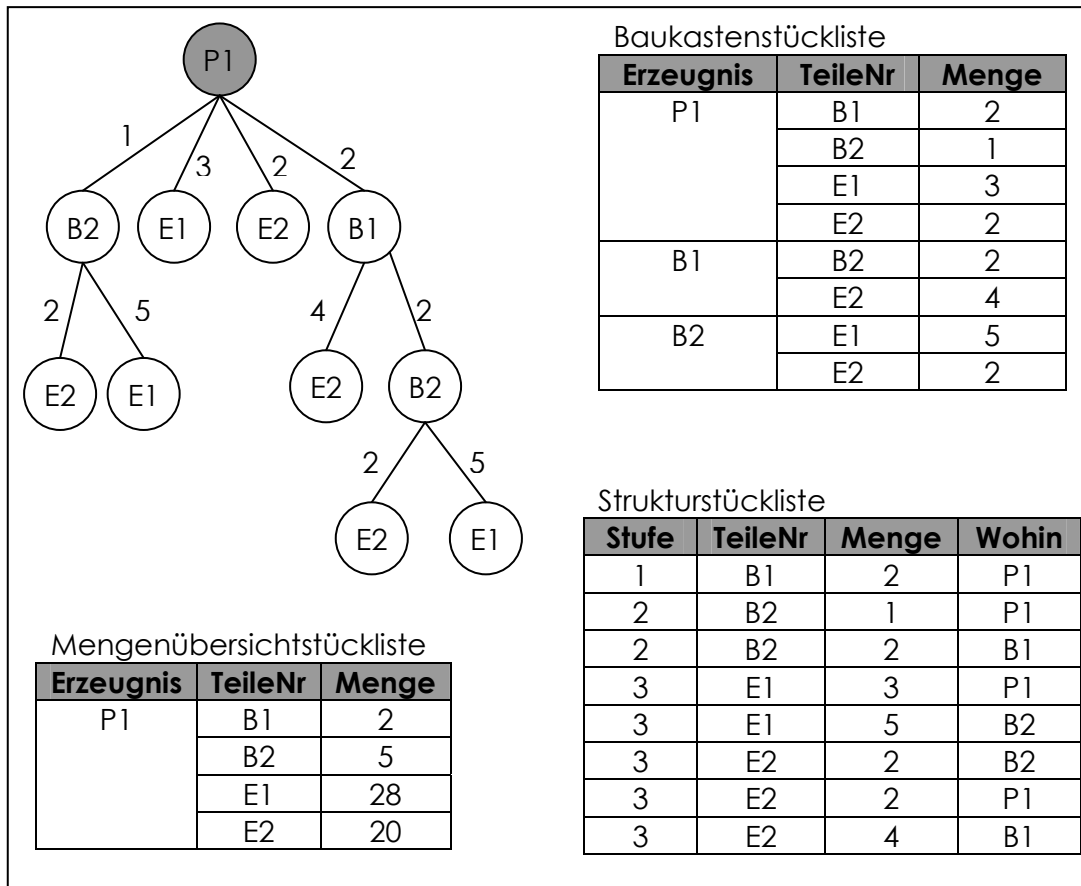 P1
1 3 2 2
B2 E1 E2 B1
2 5 4 2
E2 E1 E2 B2
2 5
E2 E1
Baukastenstückliste
Erzeugnis TeileNr Menge
P1 B1 2
B2 1
E1 3
E2 2
B1 B2 2
E2 4
B2 E1 5
E2 2
Mengenübersichtstückliste
Erzeugnis TeileNr Menge
P1 B1 2
B2 5
E1 28
E2 20
Strukturstückliste
Stufe TeileNr Menge Wohin
1 B1 2 P1
2 B2 1 P1
2 B2 2 B1
3 E1 3 P1
3 E1 5 B2
3 E2 2 B2
3 E2 2 P1
3 E2 4 B1